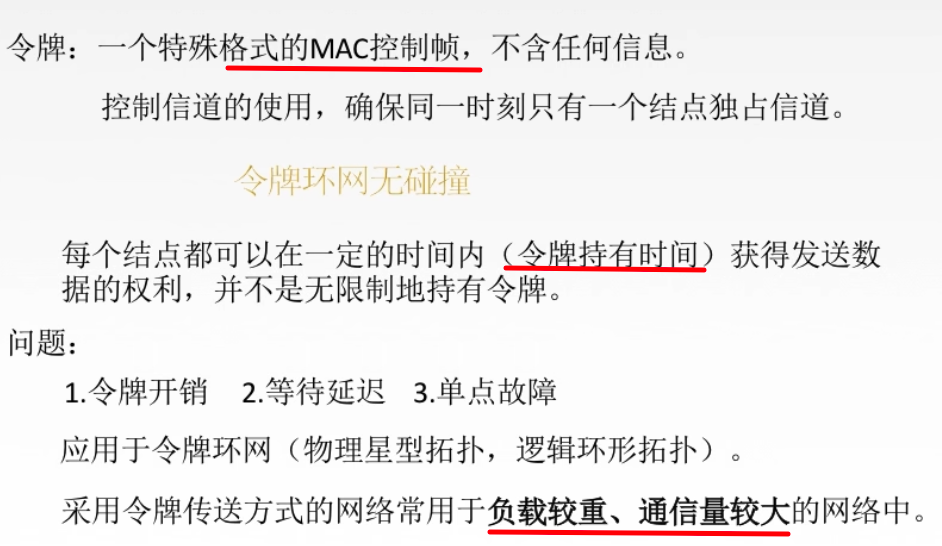 令牌：一个特殊格式的MAC控制帧，不含任何信息。
控制信道的使用，确保同一时刻只有一个结点独占信道。
令牌环网无碰撞
每个结点都可以在一定的时间内（令牌持有时间）获得发送数
据的权利，并不是无限制地持有令牌。
问题：
1.令牌开销 2.等待延迟 3.单点故障
应用于令牌环网（物理星型拓扑，逻辑环形拓扑）。
采用令牌传送方式的网络常用于负载较重、通信量较大的网络中。